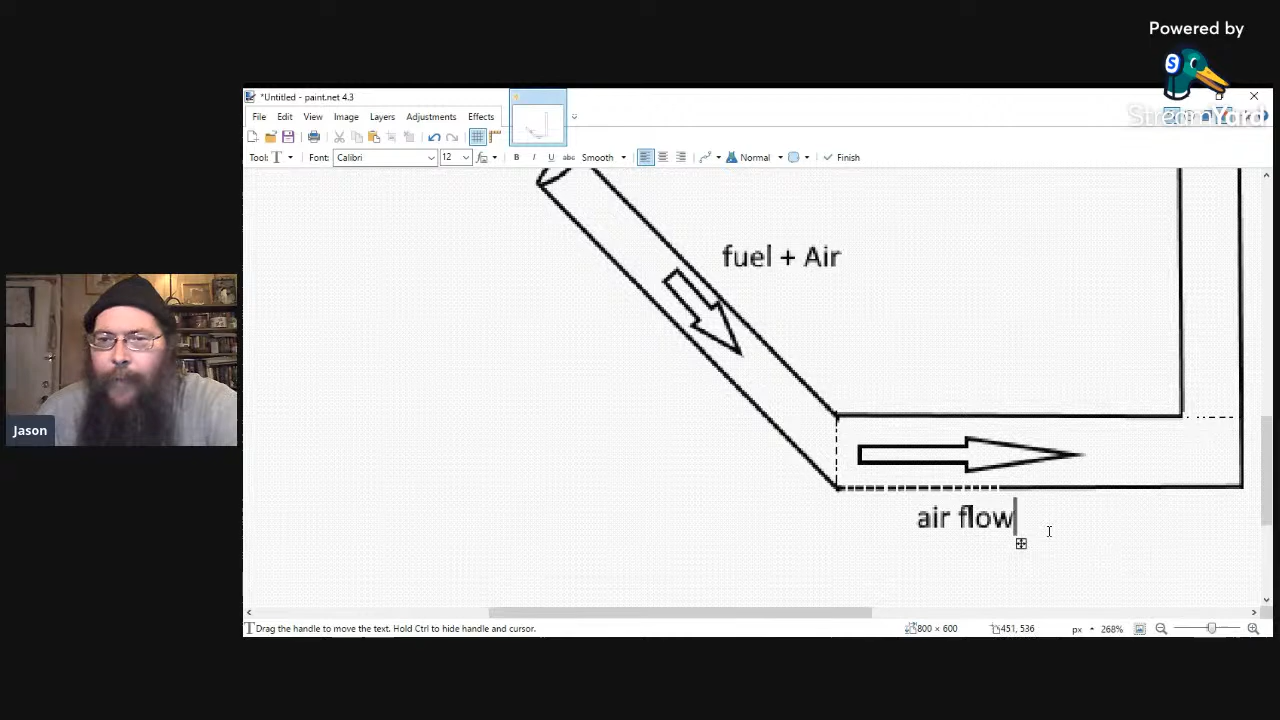 Powered by
StreamYard
*Untitled - paint.net 4.3
File Edit View Image Layers Adjustments Effects
Tool: T Font: Calibri 12 B I U abc Smooth Normal Finish
fuel + Air
air flow
Jason
Drag the handle to move the text. Hold Ctrl to hide handle and cursor. 800 × 600 451, 536 px 268%